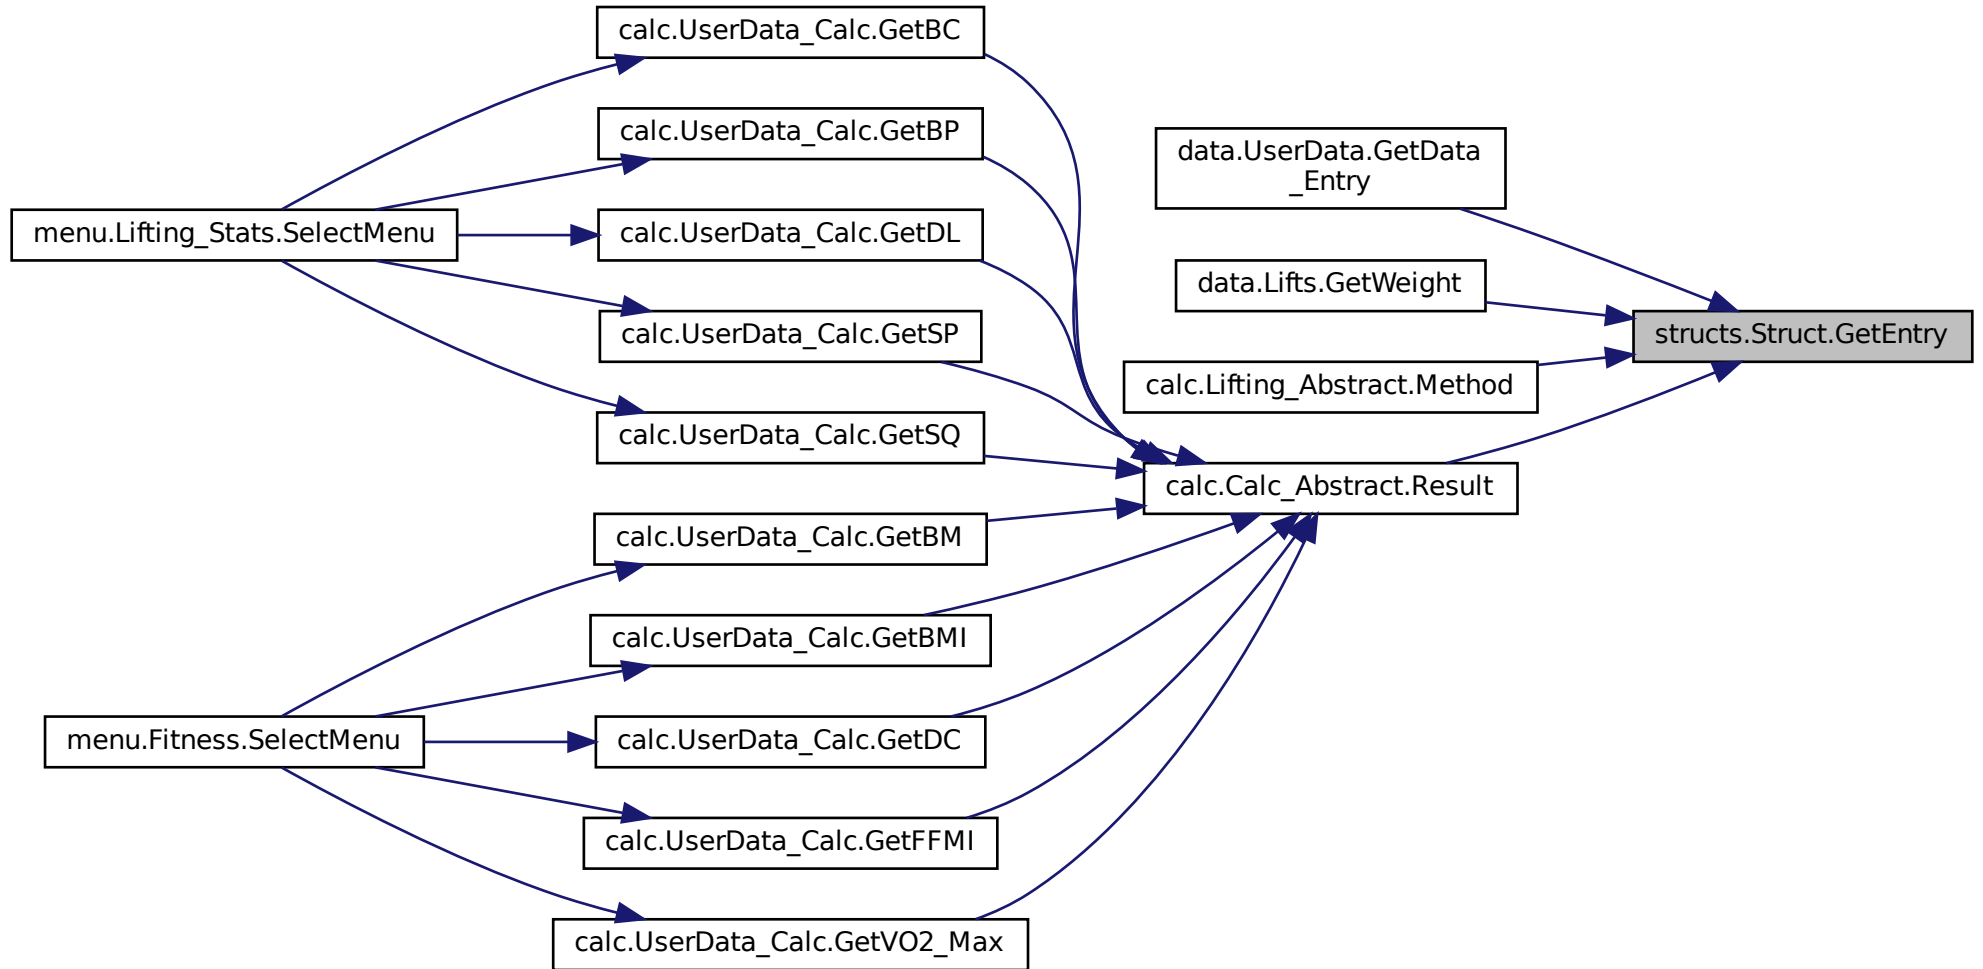 calc.UserData_Calc.GetBC
calc.UserData_Calc.GetBP
data.UserData.GetData
_Entry
menu.Lifting_Stats.SelectMenu
calc.UserData_Calc.GetDL
data.Lifts.GetWeight
calc.UserData_Calc.GetSP
structs.Struct.GetEntry
calc.Lifting_Abstract.Method
calc.UserData_Calc.GetSQ
calc.Calc_Abstract.Result
calc.UserData_Calc.GetBM
calc.UserData_Calc.GetBMI
menu.Fitness.SelectMenu
calc.UserData_Calc.GetDC
calc.UserData_Calc.GetFFMI
calc.UserData_Calc.GetVO2_Max